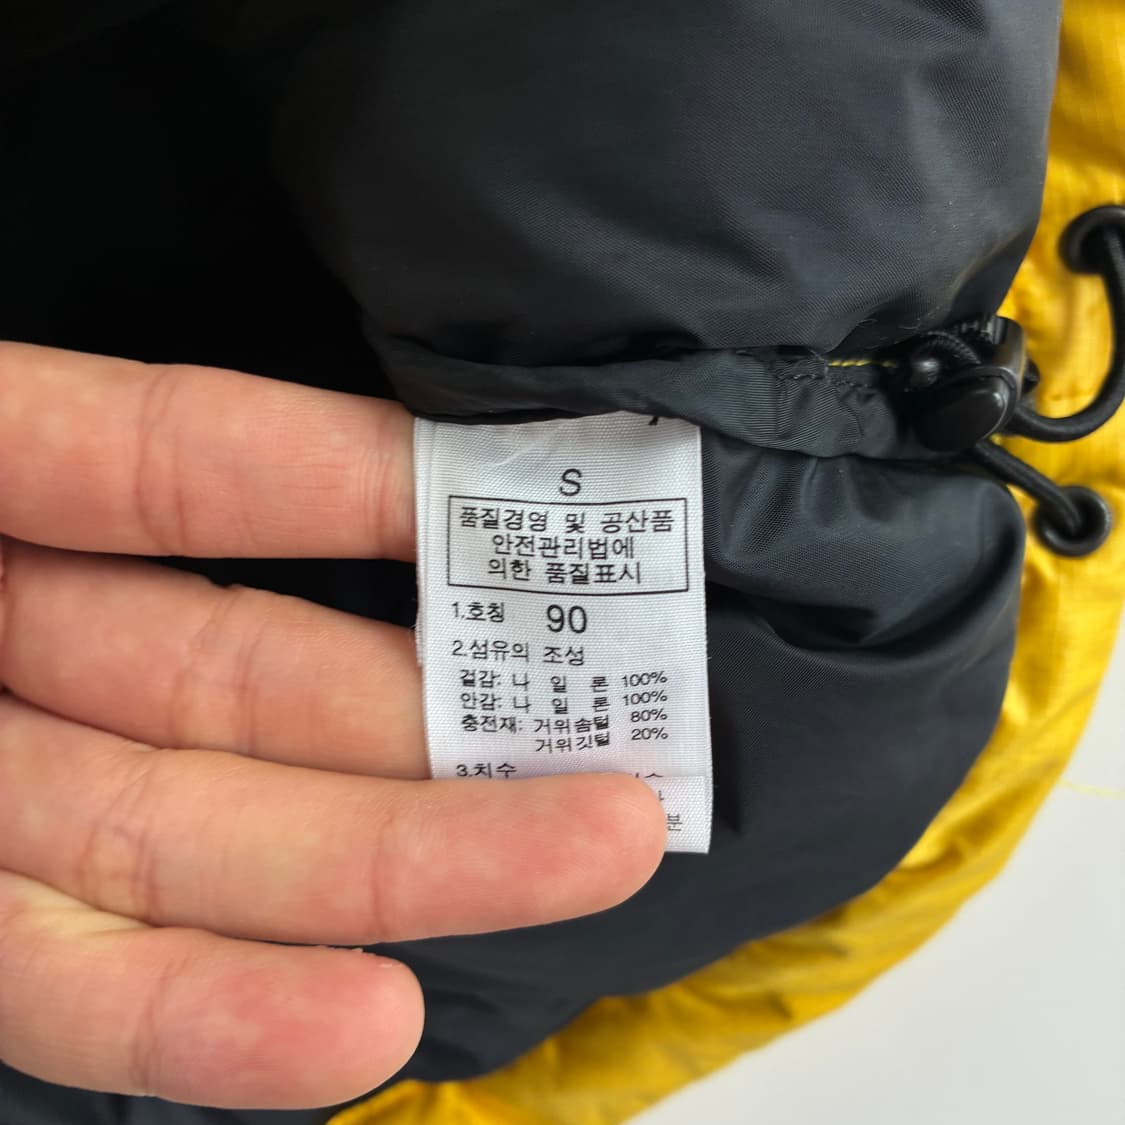 S
품질경영 및 공산품
안전관리법에
의한 품질표시
1.호칭 90
2.섬유의 조성
겉감: 나 일 론 100%
안감: 나 일 론 100%
충전재: 거위솜털 80%
거위깃털 20%
3.치수
분